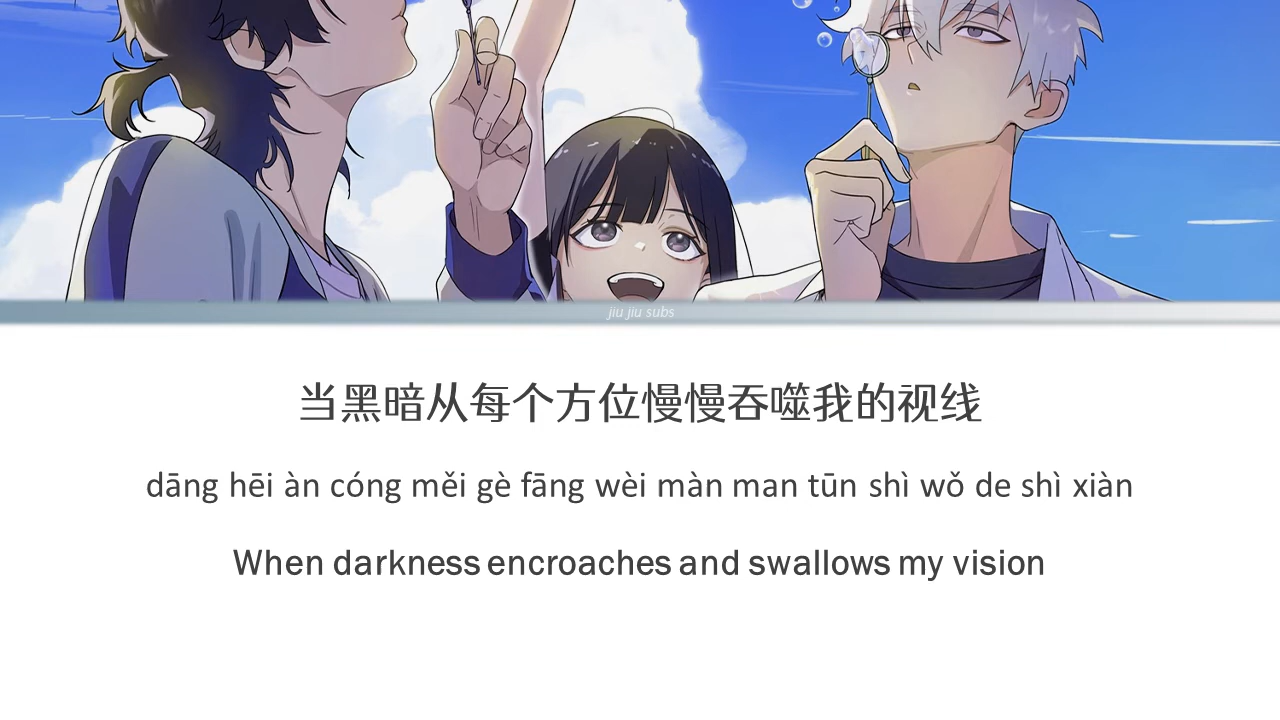 jiu jiu subs
当黑暗从每个方位慢慢吞噬我的视线
dāng hēi àn cóng měi gè fāng wèi màn man tūn shì wǒ de shì xiàn
When darkness encroaches and swallows my vision